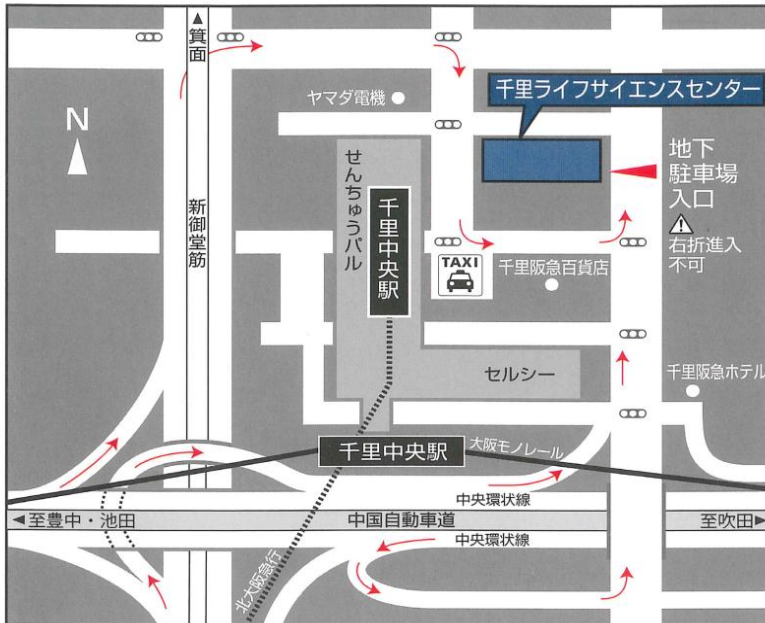 ▲箕面
ヤマダ電機
千里ライフサイエンスセンター
N
せんちゅうパル
千里中央駅
新御堂筋
地下
駐車場
入口
右折進入
不可
TAXI
千里阪急百貨店
セルシー
千里阪急ホテル
千里中央駅
大阪モノレール
中央環状線
◀至豊中・池田
中国自動車道
至吹田▶
中央環状線
北大阪急行